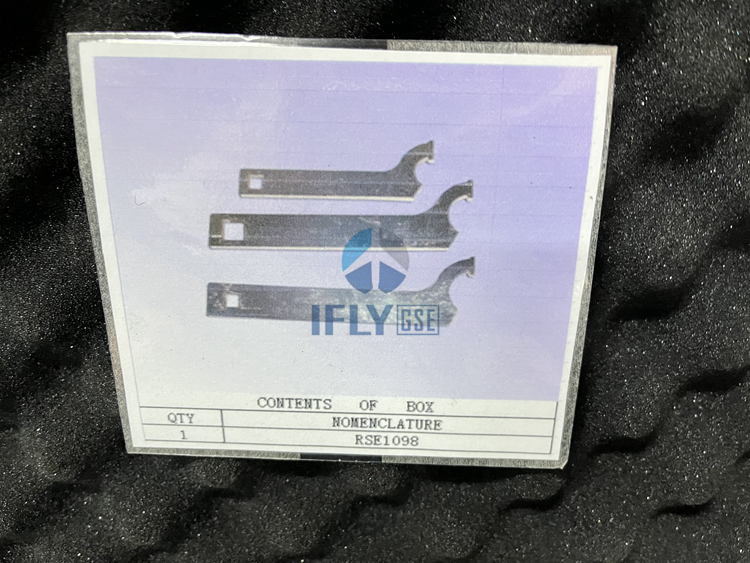 IFLY GSE
CONTENTS OF BOX
QTY NOMENCLATURE
1 RSE1098